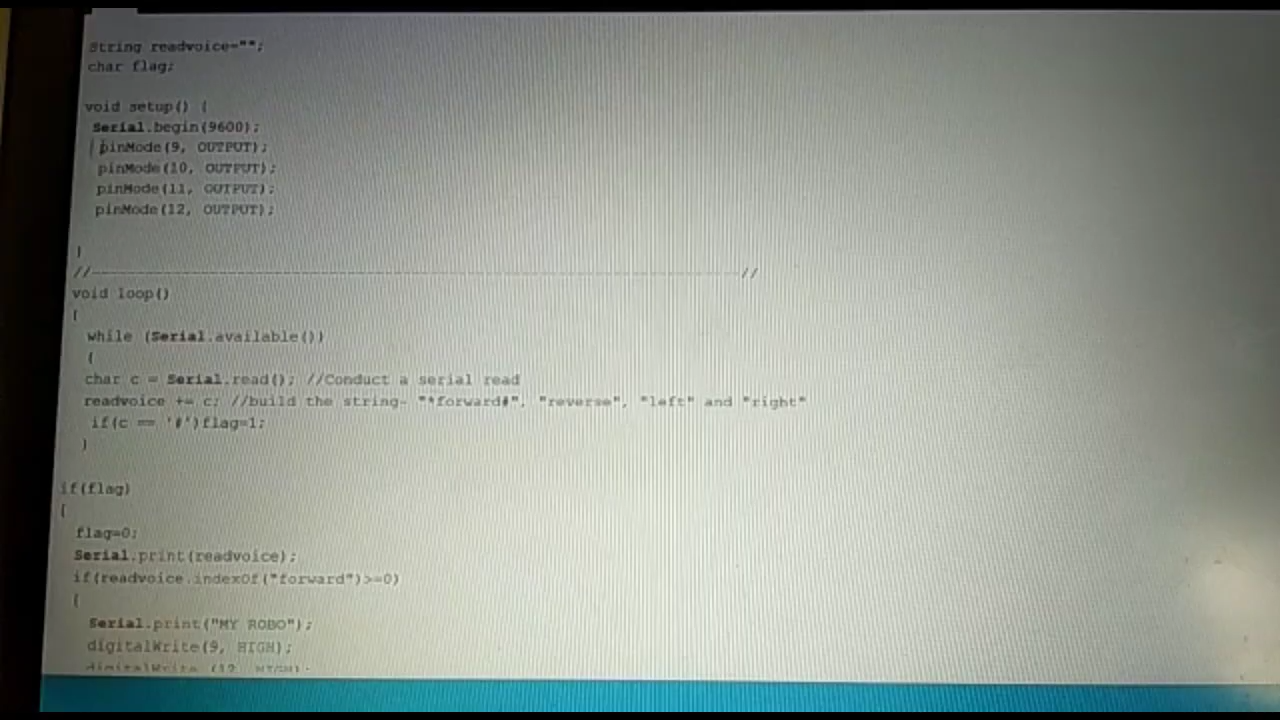 String readvoice="";
char flag;
void setup() {
Serial.begin(9600);
pinMode(9, OUTPUT);
pinMode(10, OUTPUT);
pinMode(11, OUTPUT);
pinMode(12, OUTPUT);
}
//------------------------------------------------------------------------//
void loop()
{
while (Serial.available())
{
char c = Serial.read(); //Conduct a serial read
readvoice += c; //build the string- "*forward#", "reverse", "left" and "right"
if(c == '#')flag=1;
}
if(flag)
{
flag=0;
Serial.print(readvoice);
if(readvoice.indexOf("forward")>=0)
{
Serial.print("MY ROBO");
digitalWrite(9, HIGH);
digitalWrite (12, HIGH);